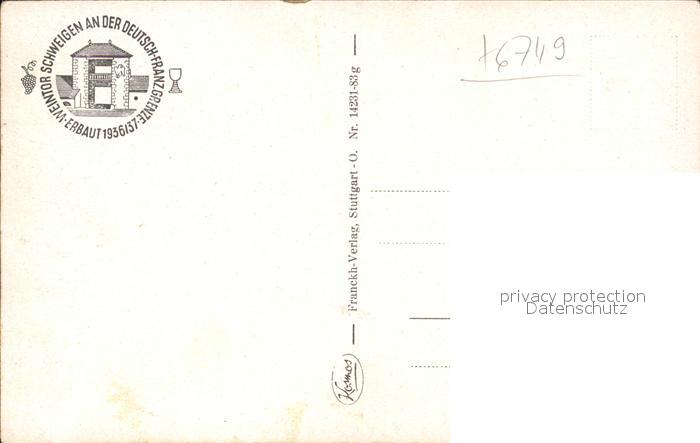 WEINTOR SCHWEIGEN AN DER DEUTSCH-FRANZ. GRENZE-
ERBAUT 1936/37-
76749
Franckh-Verlag, Stuttgart-O. Nr. 14231-83 g
Kosmos
privacy protection
Datenschutz